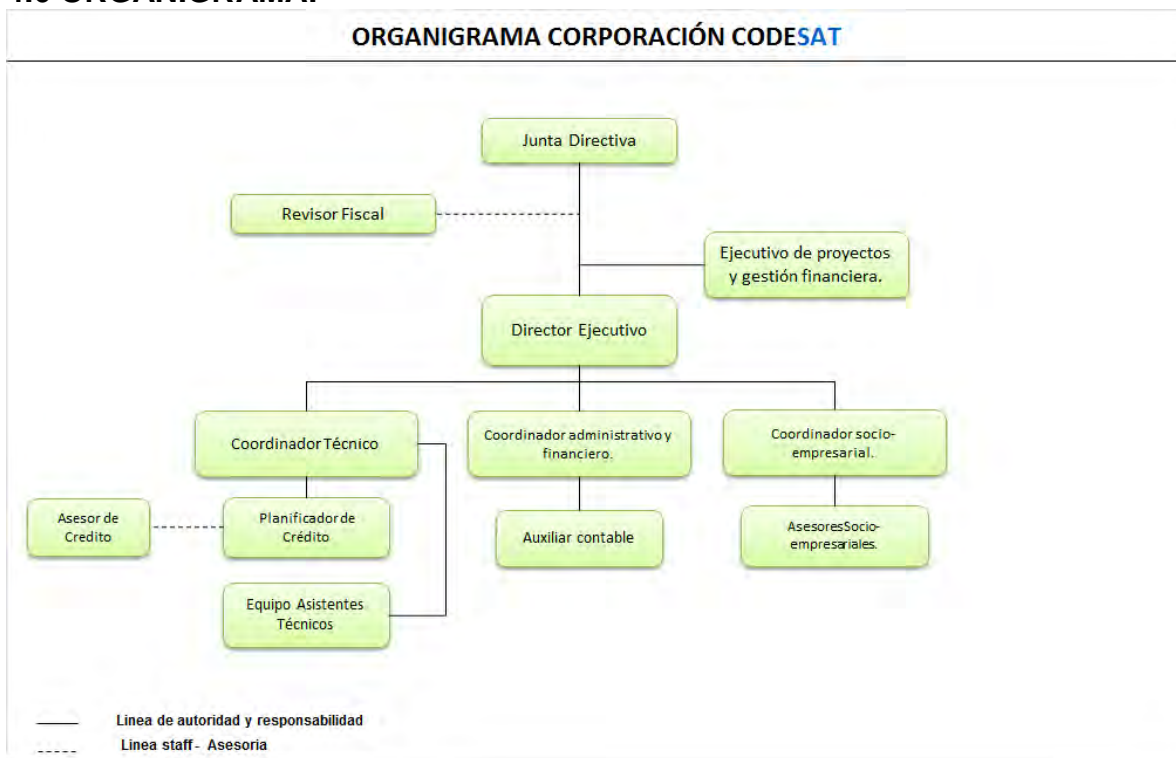 ORGANIGRAMA CORPORACIÓN CODESAT
Junta Directiva
Revisor Fiscal
Ejecutivo de proyectos
y gestión financiera.
Director Ejecutivo
Coordinador Técnico
Coordinador administrativo y
financiero.
Coordinador socio-
empresarial.
Asesor de
Credito
Planificador de
Crédito
Auxiliar contable
Asesores Socio-
empresariales.
Equipo Asistentes
Técnicos
Linea de autoridad y responsabilidad
Linea staff - Asesoria